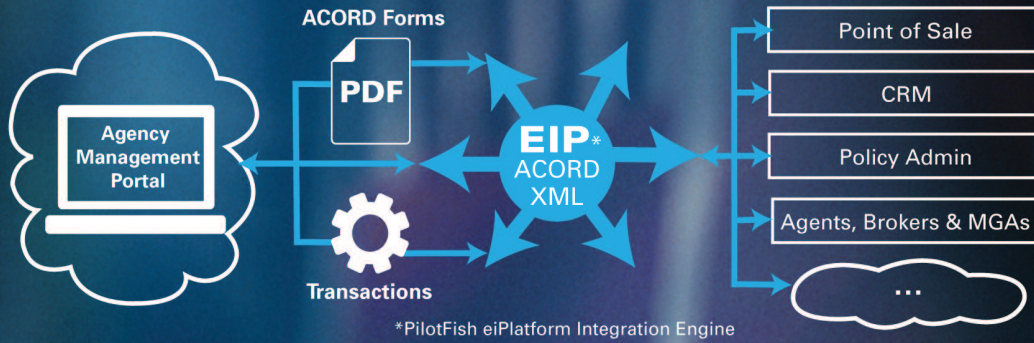 ACORD Forms
PDF
Agency
Management
Portal
Transactions
EIP*
ACORD
XML
Point of Sale
CRM
Policy Admin
Agents, Brokers & MGAs
...
*PilotFish eiPlatform Integration Engine